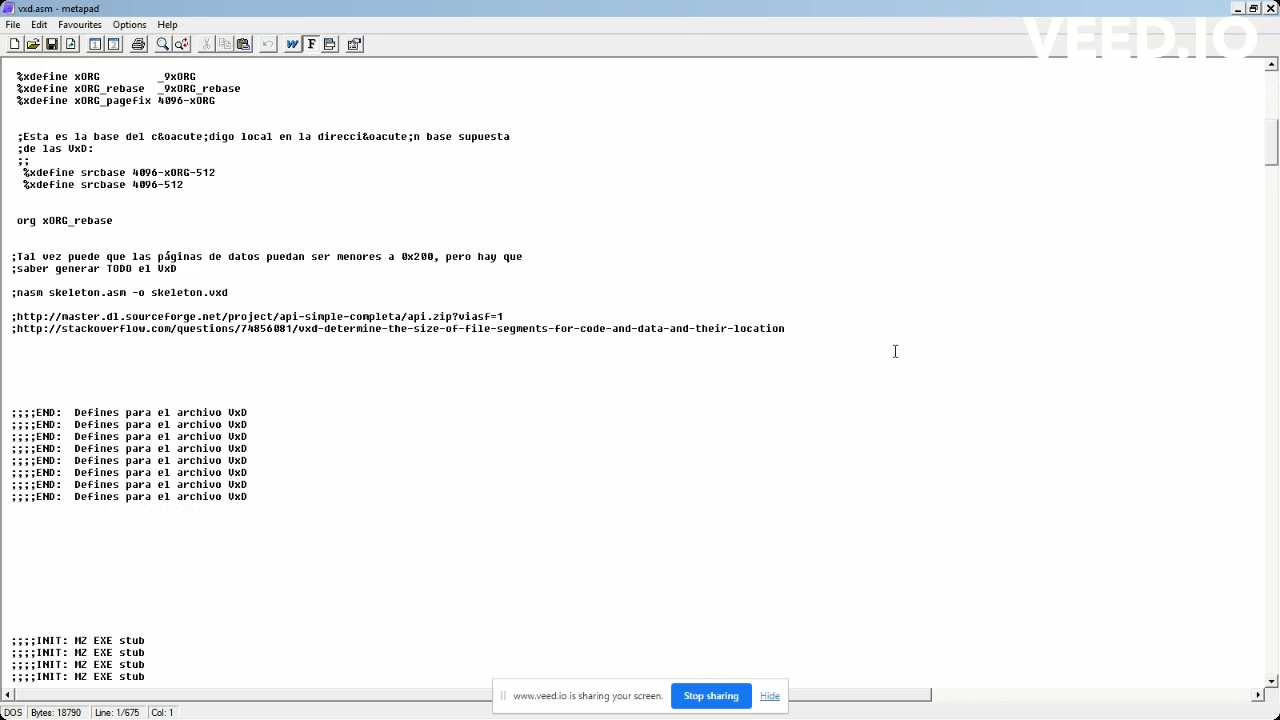 vxd.asm - metapad
File Edit Favourites Options Help
VEED.IO
%xdefine xORG _9xORG
%xdefine xORG_rebase _9xORG_rebase
%xdefine xORG_pagefix 4096-xORG
;Esta es la base del c&oacute;digo local en la direcci&oacute;n base supuesta
;de las VxD:
;;
%xdefine srcbase 4096-xORG-512
%xdefine srcbase 4096-512
org xORG_rebase
;Tal vez puede que las páginas de datos puedan ser menores a 0x200, pero hay que
;saber generar TODO el VxD
;nasm skeleton.asm -o skeleton.vxd
;http://master.dl.sourceforge.net/project/api-simple-completa/api.zip?viasf=1
;http://stackoverflow.com/questions/74856081/vxd-determine-the-size-of-file-segments-for-code-and-data-and-their-location
;;;;END: Defines para el archivo VxD
;;;;END: Defines para el archivo VxD
;;;;END: Defines para el archivo VxD
;;;;END: Defines para el archivo VxD
;;;;END: Defines para el archivo VxD
;;;;END: Defines para el archivo VxD
;;;;END: Defines para el archivo VxD
;;;;END: Defines para el archivo VxD
;;;;INIT: MZ EXE stub
;;;;INIT: MZ EXE stub
;;;;INIT: MZ EXE stub
;;;;INIT: MZ EXE stub
www.veed.io is sharing your screen. Stop sharing Hide
DOS Bytes: 18790 Line: 1/675 Col: 1